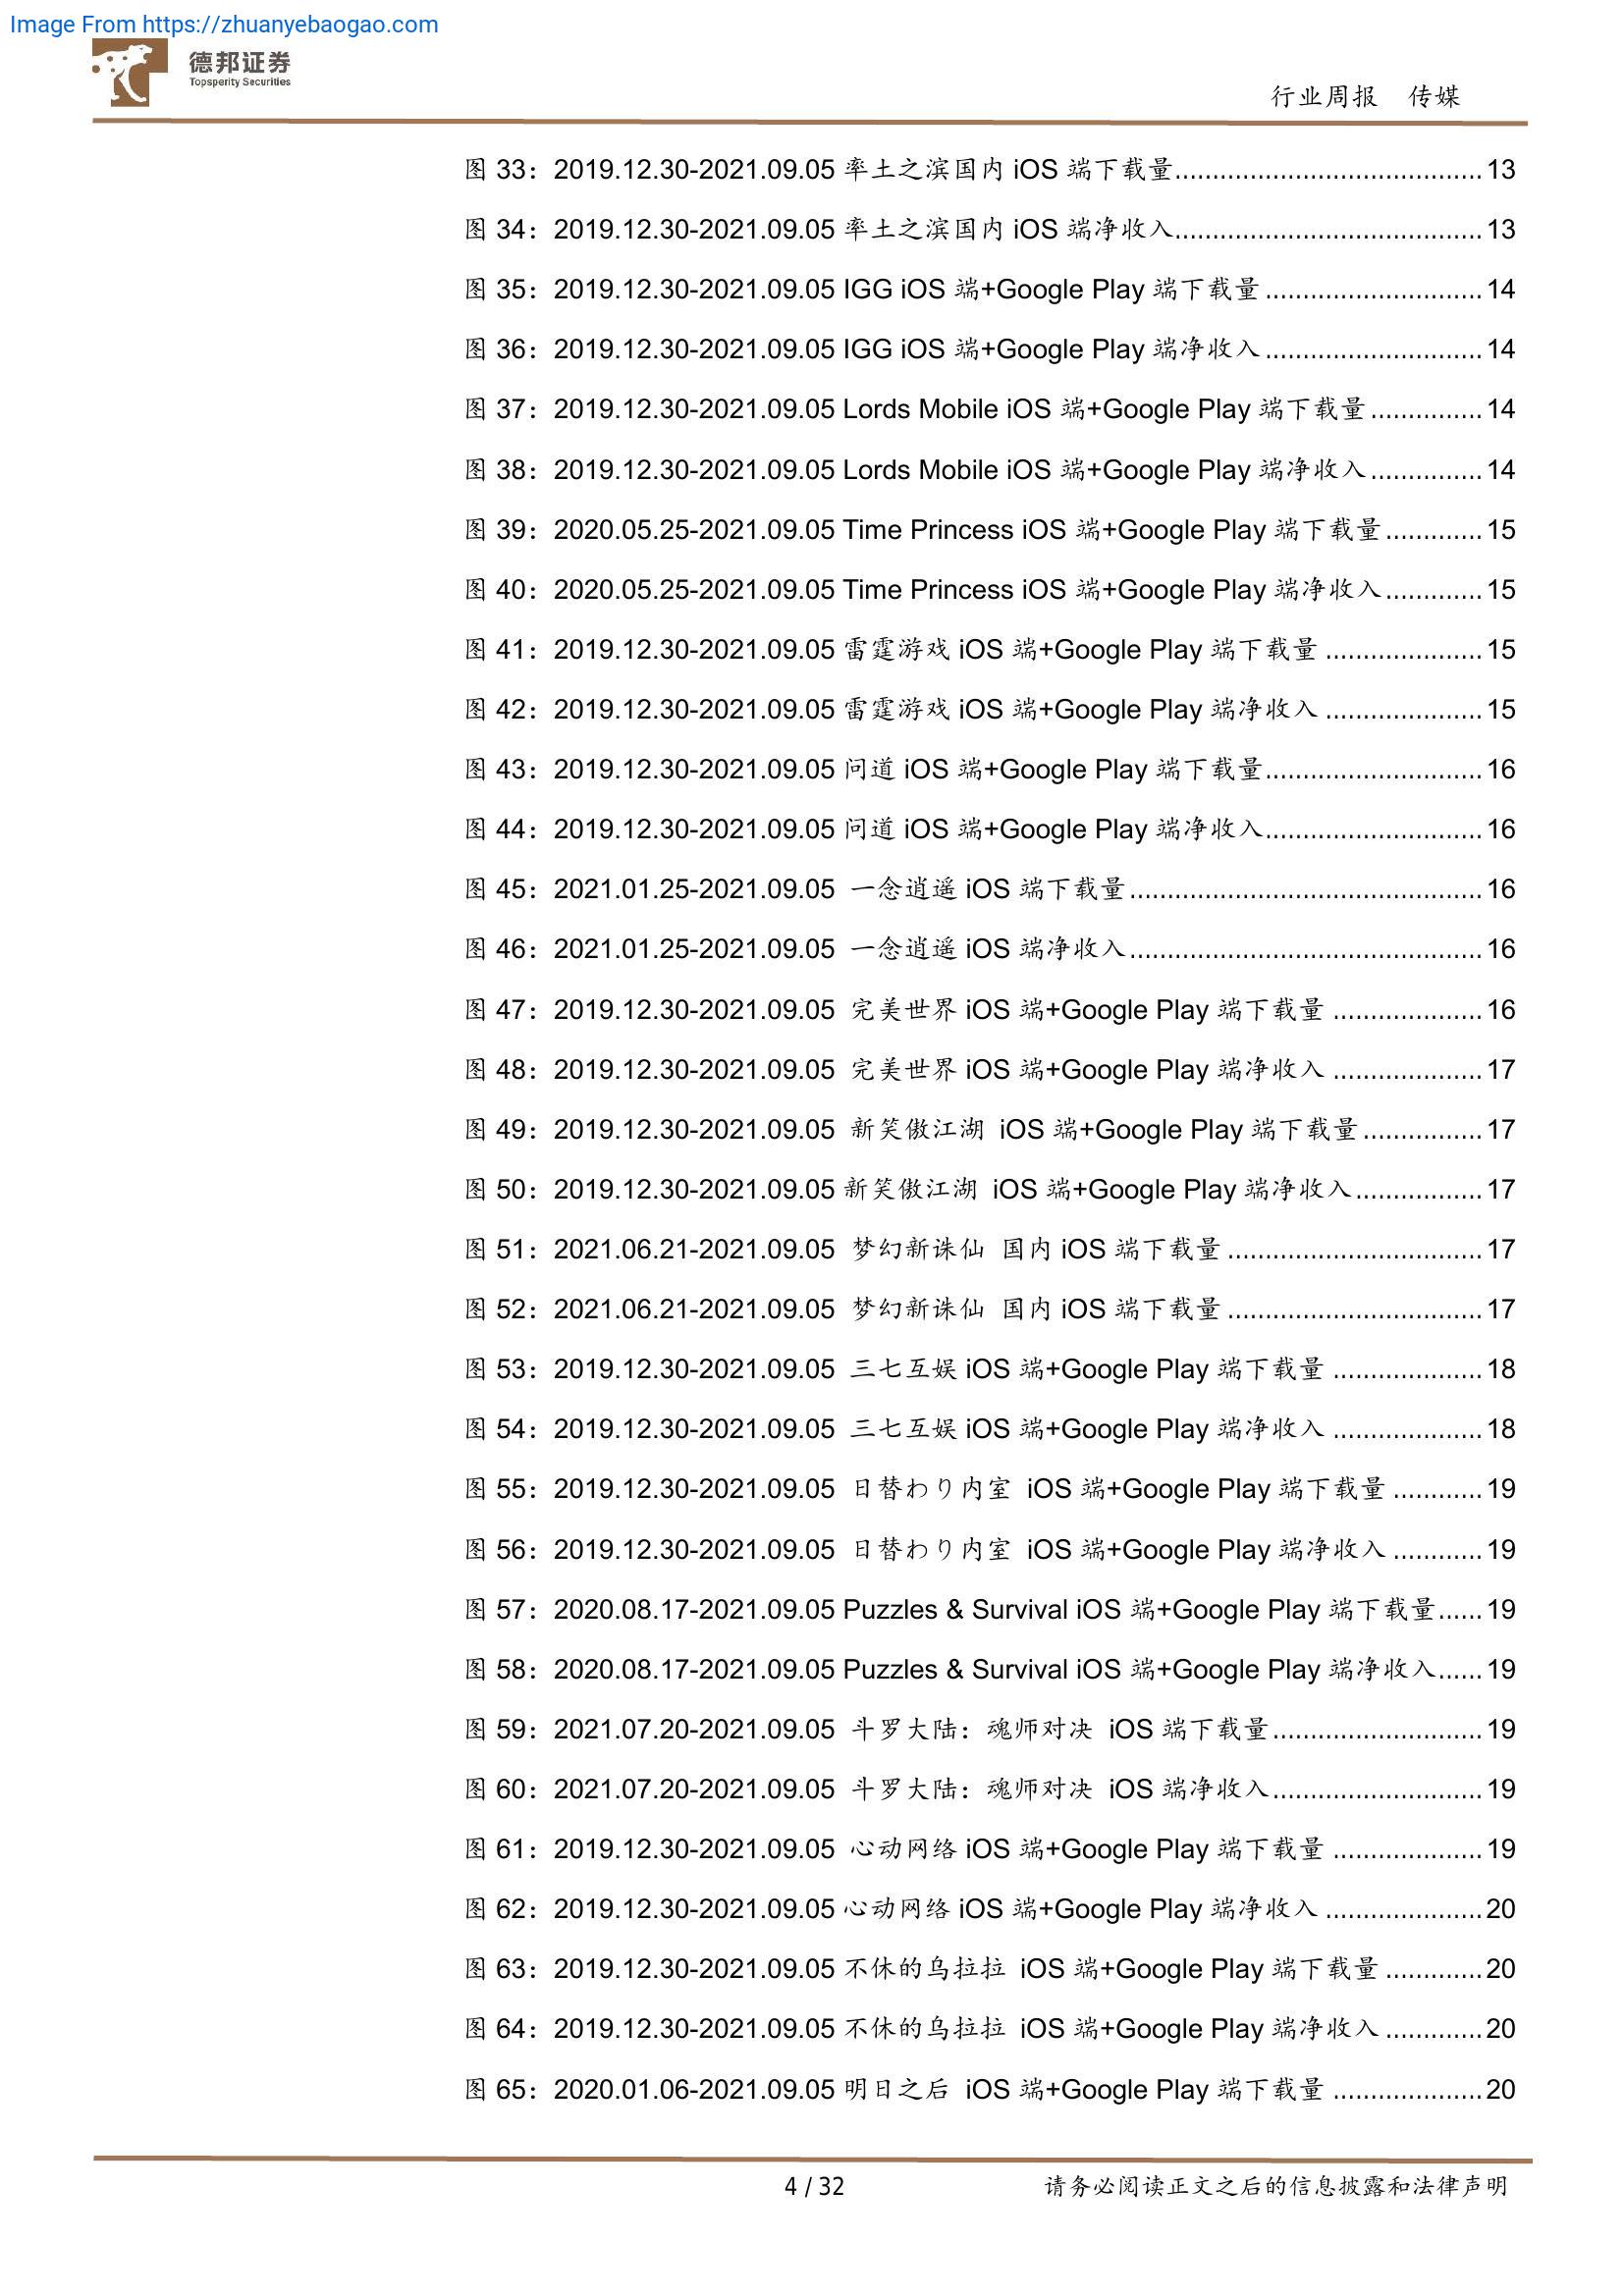 Image From https://zhuanyebaogao.com
德邦证券
Topsperity Securities
行业周报 传媒
图 33：2019.12.30-2021.09.05 率土之滨国内 iOS 端下载量.........................................13
图 34：2019.12.30-2021.09.05 率土之滨国内 iOS 端净收入.........................................13
图 35：2019.12.30-2021.09.05 IGG iOS 端+Google Play 端下载量.............................14
图 36：2019.12.30-2021.09.05 IGG iOS 端+Google Play 端净收入.............................14
图 37：2019.12.30-2021.09.05 Lords Mobile iOS 端+Google Play 端下载量...............14
图 38：2019.12.30-2021.09.05 Lords Mobile iOS 端+Google Play 端净收入...............14
图 39：2020.05.25-2021.09.05 Time Princess iOS 端+Google Play 端下载量.............15
图 40：2020.05.25-2021.09.05 Time Princess iOS 端+Google Play 端净收入.............15
图 41：2019.12.30-2021.09.05 雷霆游戏 iOS 端+Google Play 端下载量.....................15
图 42：2019.12.30-2021.09.05 雷霆游戏 iOS 端+Google Play 端净收入.....................15
图 43：2019.12.30-2021.09.05 问道 iOS 端+Google Play 端下载量.............................16
图 44：2019.12.30-2021.09.05 问道 iOS 端+Google Play 端净收入.............................16
图 45：2021.01.25-2021.09.05 一念逍遥 iOS 端下载量...............................................16
图 46：2021.01.25-2021.09.05 一念逍遥 iOS 端净收入...............................................16
图 47：2019.12.30-2021.09.05 完美世界 iOS 端+Google Play 端下载量....................16
图 48：2019.12.30-2021.09.05 完美世界 iOS 端+Google Play 端净收入....................17
图 49：2019.12.30-2021.09.05 新笑傲江湖 iOS 端+Google Play 端下载量................17
图 50：2019.12.30-2021.09.05 新笑傲江湖 iOS 端+Google Play 端净收入.................17
图 51：2021.06.21-2021.09.05 梦幻新诛仙 国内 iOS 端下载量..................................17
图 52：2021.06.21-2021.09.05 梦幻新诛仙 国内 iOS 端下载量..................................17
图 53：2019.12.30-2021.09.05 三七互娱 iOS 端+Google Play 端下载量....................18
图 54：2019.12.30-2021.09.05 三七互娱 iOS 端+Google Play 端净收入....................18
图 55：2019.12.30-2021.09.05 日替わり内室 iOS 端+Google Play 端下载量............19
图 56：2019.12.30-2021.09.05 日替わり内室 iOS 端+Google Play 端净收入............19
图 57：2020.08.17-2021.09.05 Puzzles & Survival iOS 端+Google Play 端下载量......19
图 58：2020.08.17-2021.09.05 Puzzles & Survival iOS 端+Google Play 端净收入......19
图 59：2021.07.20-2021.09.05 斗罗大陆：魂师对决 iOS 端下载量............................19
图 60：2021.07.20-2021.09.05 斗罗大陆：魂师对决 iOS 端净收入............................19
图 61：2019.12.30-2021.09.05 心动网络 iOS 端+Google Play 端下载量....................19
图 62：2019.12.30-2021.09.05 心动网络 iOS 端+Google Play 端净收入.....................20
图 63：2019.12.30-2021.09.05 不休的乌拉拉 iOS 端+Google Play 端下载量.............20
图 64：2019.12.30-2021.09.05 不休的乌拉拉 iOS 端+Google Play 端净收入.............20
图 65：2020.01.06-2021.09.05 明日之后 iOS 端+Google Play 端下载量....................20
4 / 32
请务必阅读正文之后的信息披露和法律声明